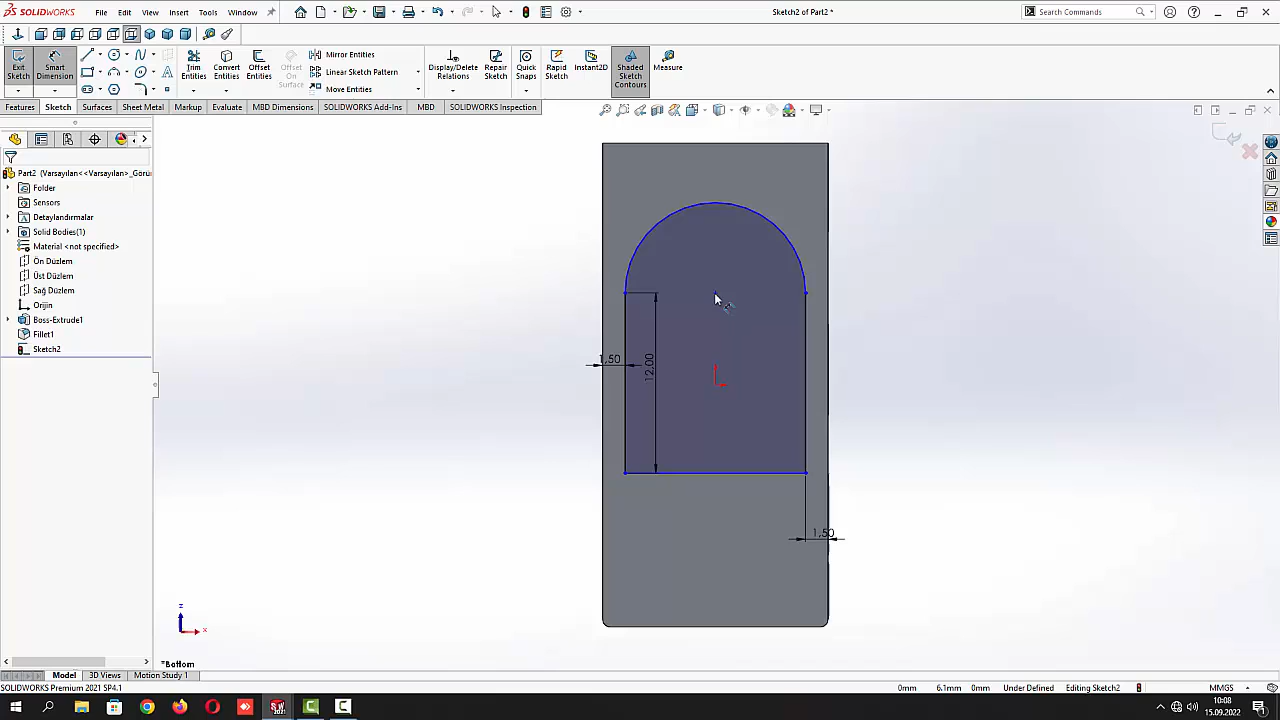 SOLIDWORKS
File Edit View Insert Tools Window
Sketch2 of Part2 *
Search Commands
Exit Sketch
Smart Dimension
Trim Entities
Convert Entities
Offset Entities
Offset On Surface
Mirror Entities
Linear Sketch Pattern
Move Entities
Display/Delete Relations
Repair Sketch
Quick Snaps
Rapid Sketch
Instant2D
Shaded Sketch Contours
Measure
Features Sketch Surfaces Sheet Metal Markup Evaluate MBD Dimensions SOLIDWORKS Add-Ins MBD SOLIDWORKS Inspection
Part2 (Varsayılan<<Varsayılan>_Görü
Folder
Sensors
Detaylandırmalar
Solid Bodies(1)
Material <not specified>
Ön Düzlem
Üst Düzlem
Sağ Düzlem
Orijin
Boss-Extrude1
Fillet1
Sketch2
1,50
12,00
1,50
z
x
*Bottom
Model 3D Views Motion Study 1
SOLIDWORKS Premium 2021 SP4.1
0mm 6.1mm 0mm Under Defined Editing Sketch2 MMGS
10:08
15.09.2022